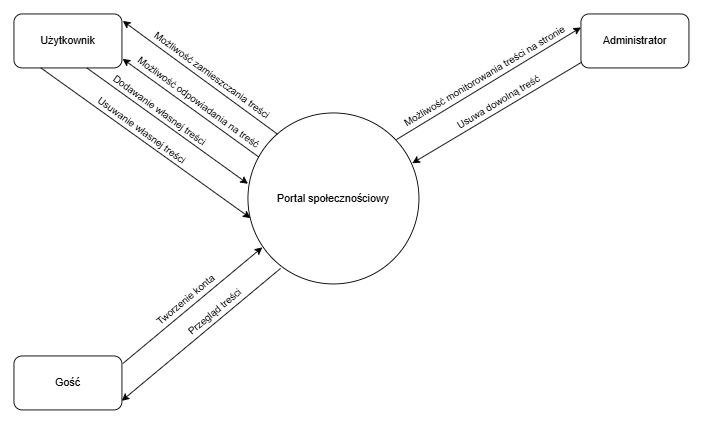 Użytkownik
Administrator
Możliwość zamieszczania treści
Możliwość odpowiadania na treść
Dodawanie własnej treści
Usuwanie własnej treści
Możliwość monitorowania treści na stronie
Usuwa dowolną treść
Portal społecznościowy
Tworzenie konta
Przegląd treści
Gość